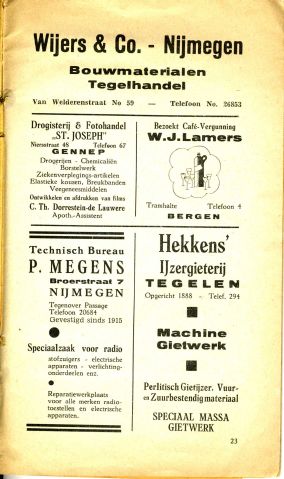 Wijers & Co. - Nijmegen
Bouwmaterialen
Tegelhandel
Van Welderenstraat No 59 — Telefoon No. 26853
Drogisterij & Fotohandel
„ST. JOSEPH"
Niersstraat 48 Telefoon 67
GENNEP
Drogerijen - Chemicaliën
Borstelwerk
Ziekenverplegings-artikelen
Elastieke kousen, Breukbanden
Verbandmiddelen
Ontwikkelen en afdrukken van films
C. Th. Dorrestein-de Lauwere
Apoth.-Assistent
Bezoekt Café-Vergunning
W.J. Lamers
Tramhalte Telefoon 4
BERGEN
Technisch Bureau
P. MEGENS
Broerstraat 7
NIJMEGEN
Tegenover Passage
Telefoon 20684
Gevestigd sinds 1915
Speciaalzaak voor radio
stofzuigers - electrische
apparaten - verlichting-
onderdeelen enz.
Reparatiewerkplaats
voor alle merken radio-
toestellen en electrische
apparaten.
Hekkens'
IJzergieterij
TEGELEN
Opgericht 1888 - Telef. 294
Machine
Gietwerk
Perlitisch Gietijzer. Vuur-
en Zuurbestendig materiaal
SPECIAAL MASSA
GIETWERK
23